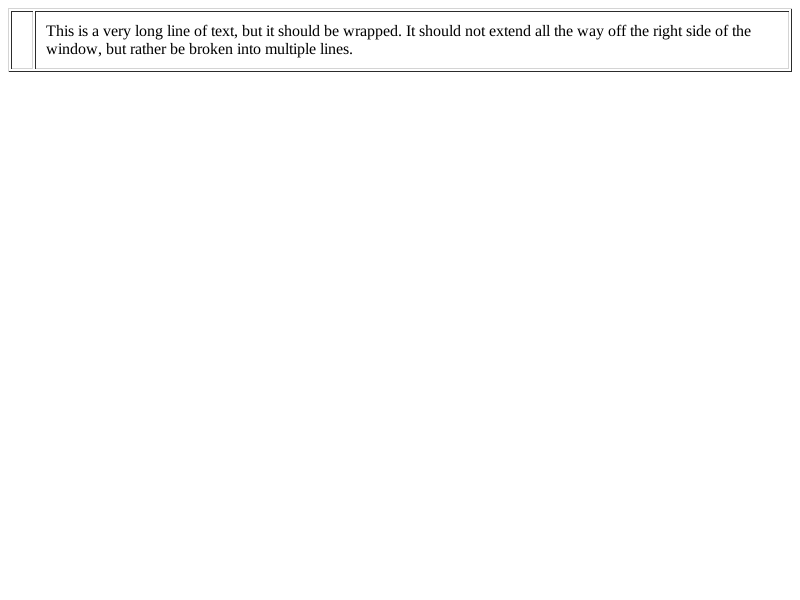 This is a very long line of text, but it should be wrapped. It should not extend all the way off the right side of the
window, but rather be broken into multiple lines.